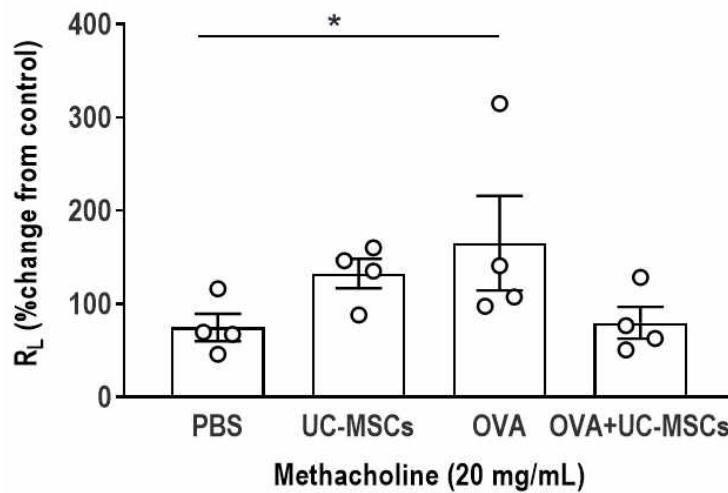 *
400
300
200
100
0
R_L (%change from control)
PBS UC-MSCs OVA OVA+UC-MSCs
Methacholine (20 mg/mL)